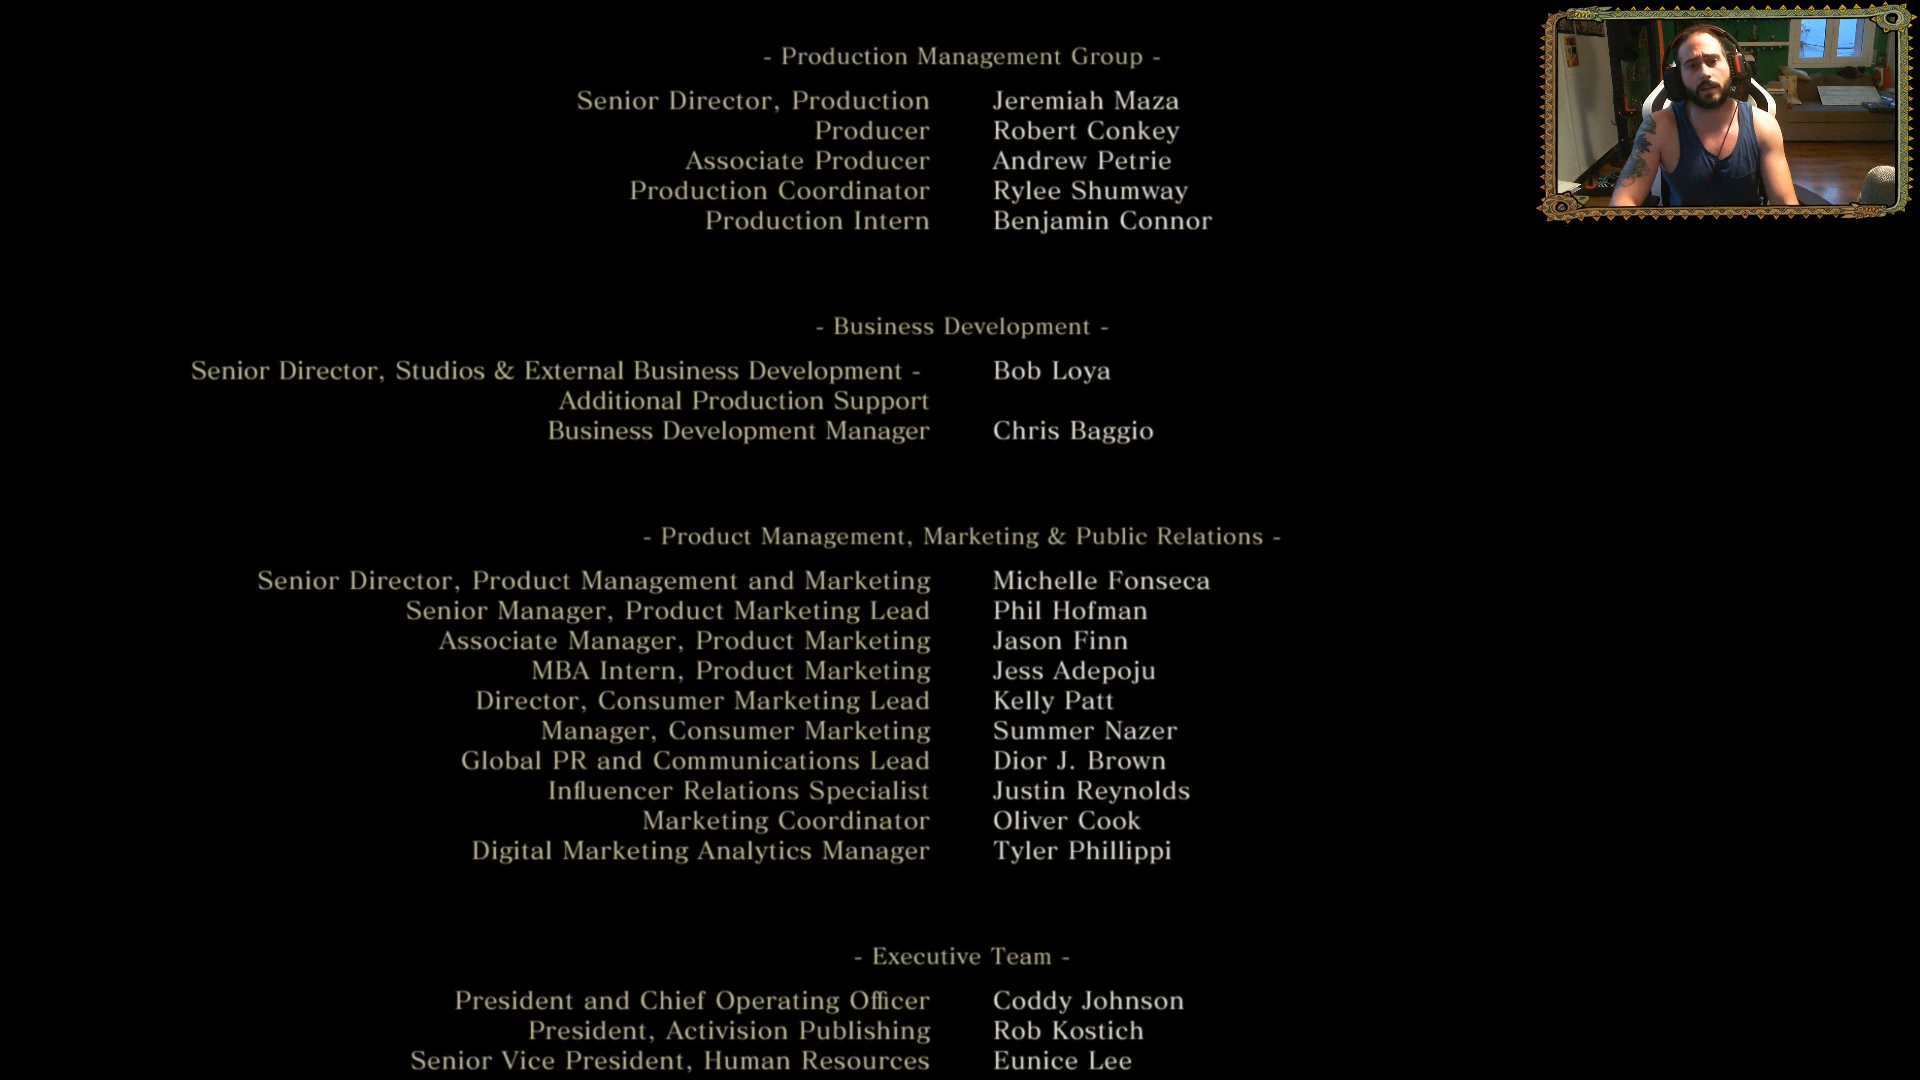 - Production Management Group -
Senior Director, Production Jeremiah Maza
Producer Robert Conkey
Associate Producer Andrew Petrie
Production Coordinator Rylee Shumway
Production Intern Benjamin Connor
- Business Development -
Senior Director, Studios & External Business Development - Bob Loya
Additional Production Support
Business Development Manager Chris Baggio
- Product Management, Marketing & Public Relations -
Senior Director, Product Management and Marketing Michelle Fonseca
Senior Manager, Product Marketing Lead Phil Hofman
Associate Manager, Product Marketing Jason Finn
MBA Intern, Product Marketing Jess Adepoju
Director, Consumer Marketing Lead Kelly Patt
Manager, Consumer Marketing Summer Nazer
Global PR and Communications Lead Dior J. Brown
Influencer Relations Specialist Justin Reynolds
Marketing Coordinator Oliver Cook
Digital Marketing Analytics Manager Tyler Phillippi
- Executive Team -
President and Chief Operating Officer Coddy Johnson
President, Activision Publishing Rob Kostich
Senior Vice President, Human Resources Eunice Lee